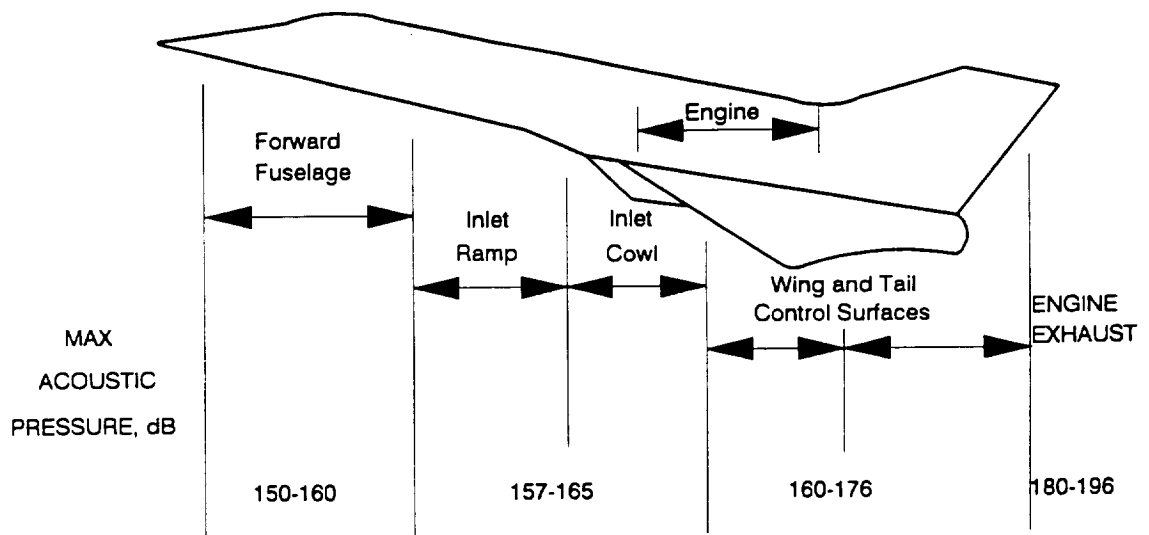 Engine
Forward
Fuselage
Inlet
Ramp
Inlet
Cowl
Wing and Tail
Control Surfaces
ENGINE
EXHAUST
MAX
ACOUSTIC
PRESSURE, dB
150-160
157-165
160-176
180-196